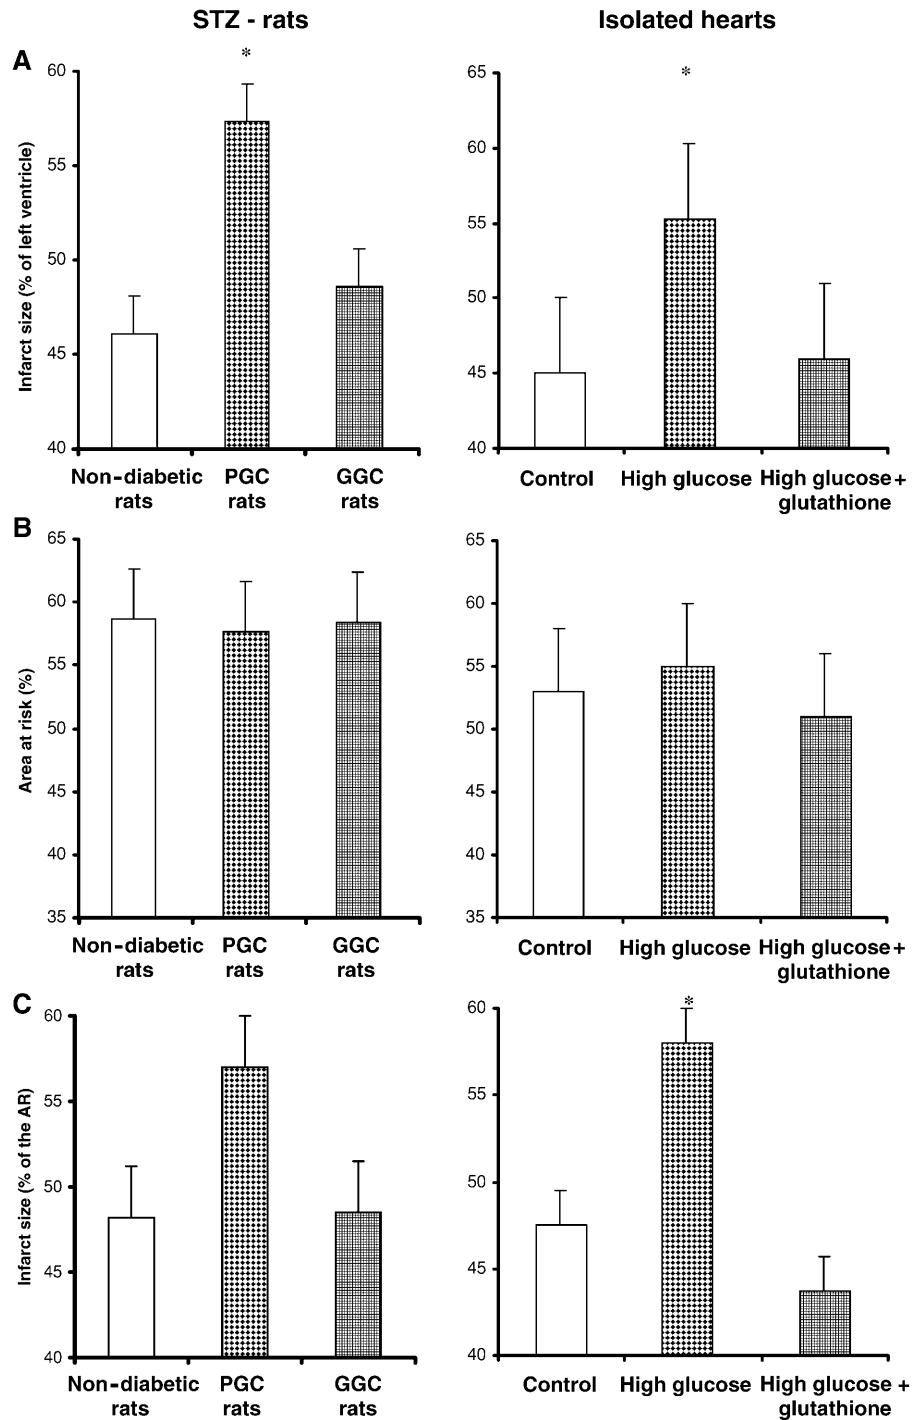 STZ - rats
Isolated hearts
A
*
*
Infarct size (% of left ventricle)
60
55
50
45
40
65
60
55
50
45
40
Non-diabetic
rats
PGC
rats
GGC
rats
Control
High glucose
High glucose+
glutathione
B
Area at risk (%)
65
60
55
50
45
40
35
65
60
55
50
45
40
35
Non-diabetic
rats
PGC
rats
GGC
rats
Control
High glucose
High glucose+
glutathione
C
*
Infarct size (% of the AR)
60
55
50
45
40
60
55
50
45
40
Non-diabetic
rats
PGC
rats
GGC
rats
Control
High glucose
High glucose +
glutathione